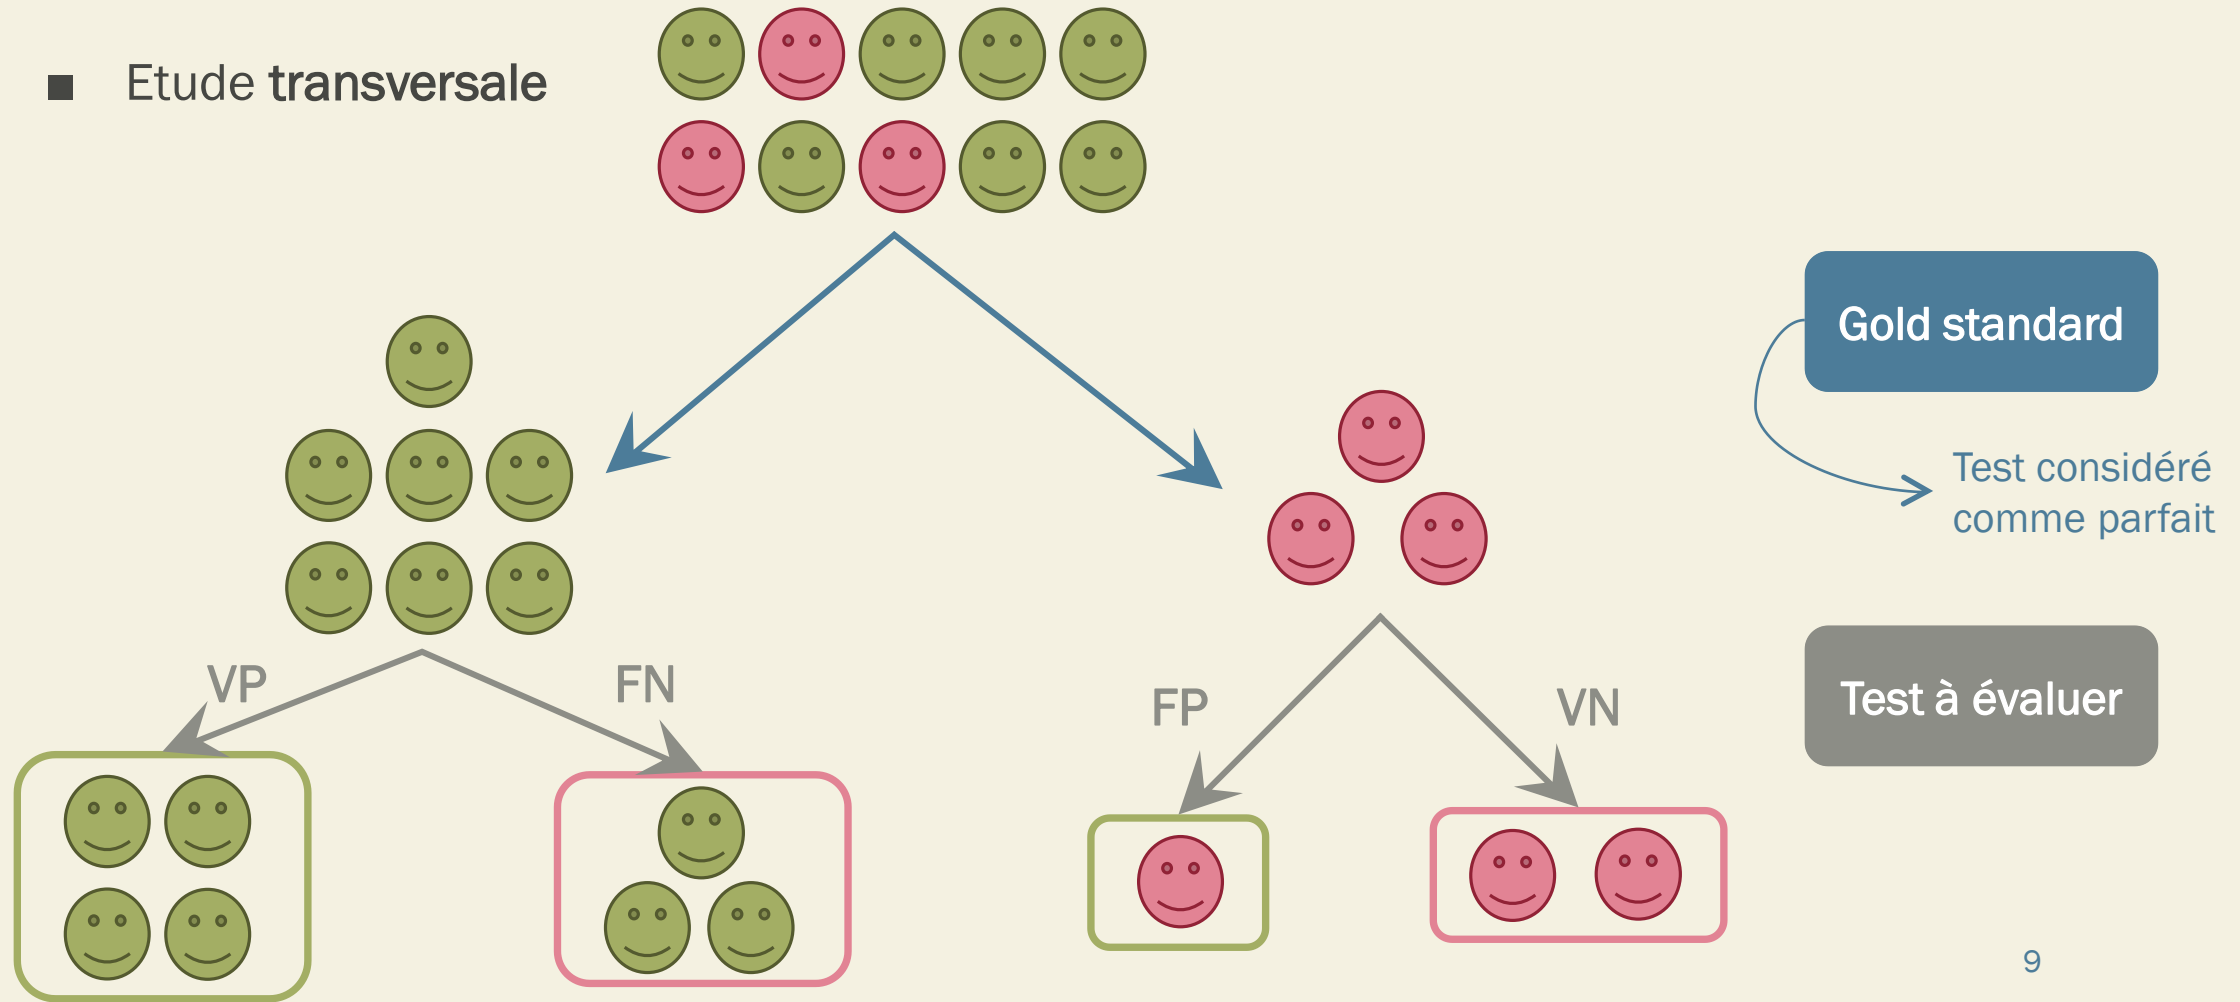 ■ Etude transversale
Gold standard
Test considéré
comme parfait
VP
FN
FP
VN
Test à évaluer
9